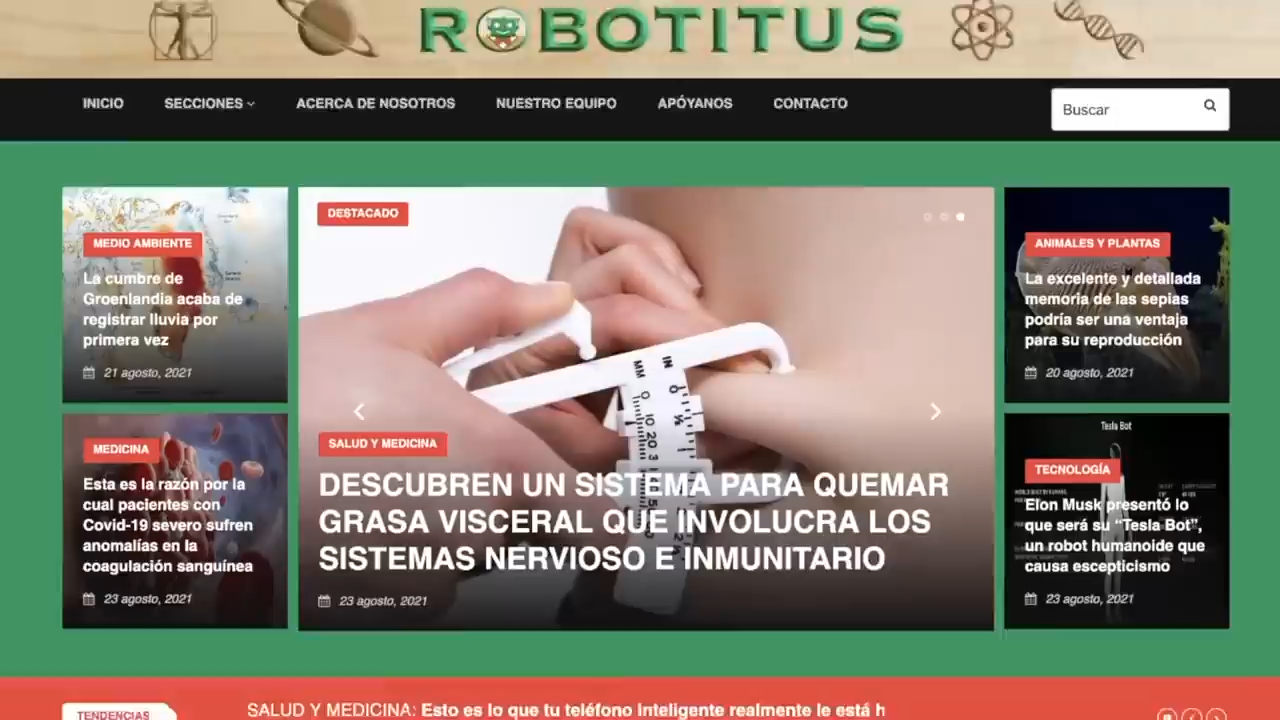 ROBOTITUS
INICIO
SECCIONES
ACERCA DE NOSOTROS
NUESTRO EQUIPO
APÓYANOS
CONTACTO
Buscar
MEDIO AMBIENTE
La cumbre de
Groenlandia acaba de
registrar lluvia por
primera vez
21 agosto, 2021
MEDICINA
Esta es la razón por la
cual pacientes con
Covid-19 severo sufren
anomalías en la
coagulación sanguínea
23 agosto, 2021
DESTACADO
MM
IN
0
0
10
20
SALUD Y MEDICINA
DESCUBREN UN SISTEMA PARA QUEMAR
GRASA VISCERAL QUE INVOLUCRA LOS
SISTEMAS NERVIOSO E INMUNITARIO
23 agosto, 2021
ANIMALES Y PLANTAS
La excelente y detallada
memoria de las sepias
podría ser una ventaja
para su reproducción
20 agosto, 2021
Tesla Bot
TECNOLOGÍA
Elon Musk presentó lo
que será su “Tesla Bot”,
un robot humanoide que
causa escepticismo
23 agosto, 2021
TENDENCIAS
SALUD Y MEDICINA: Esto es lo que tu teléfono inteligente realmente le está h